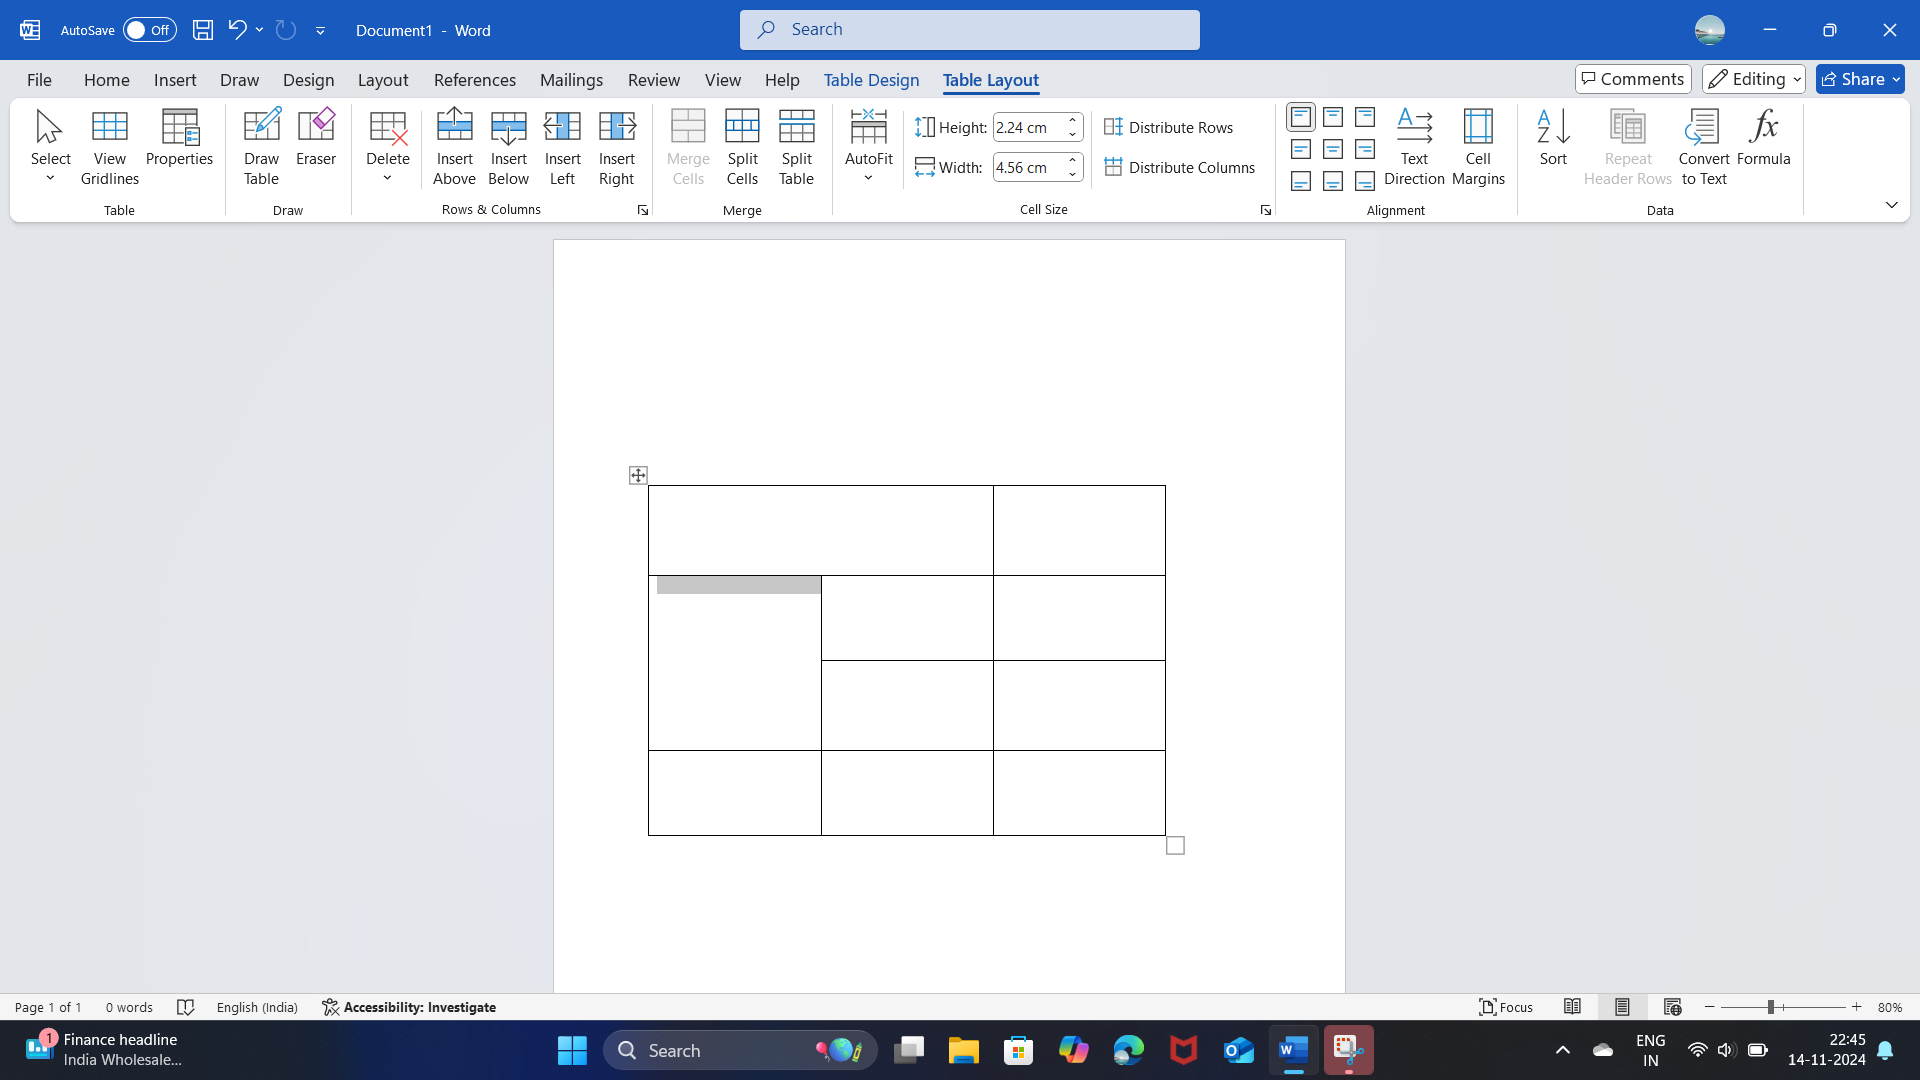 AutoSave Off Document1 - Word Search
File Home Insert Draw Design Layout References Mailings Review View Help Table Design Table Layout Comments Editing Share
Select View Gridlines Properties
Table
Draw Table Eraser
Draw
Delete Insert Above Insert Below Insert Left Insert Right
Rows & Columns
Merge Cells Split Cells Split Table
Merge
AutoFit Height: 2.24 cm Distribute Rows
Width: 4.56 cm Distribute Columns
Cell Size
Text Direction Cell Margins
Alignment
Sort Repeat Header Rows Convert to Text Formula
Data
Page 1 of 1 0 words English (India) Accessibility: Investigate Focus 80%
1 Finance headline
India Wholesale...
Search
ENG
IN
22:45
14-11-2024